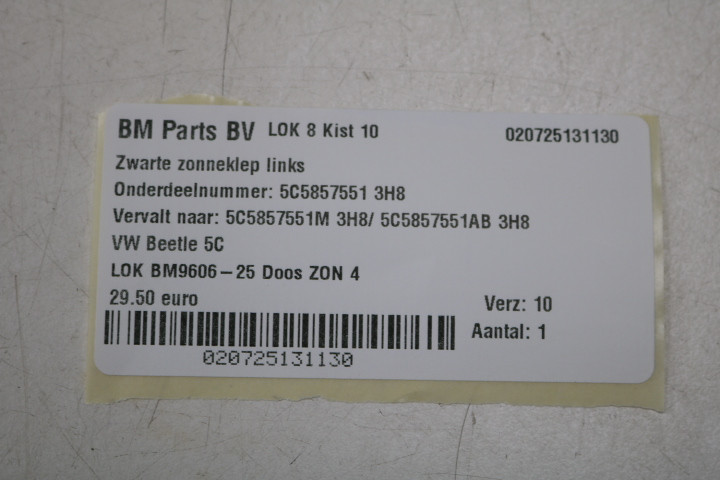 BM Parts BV LOK 8 Kist 10 020725131130
Zwarte zonneklep links
Onderdeelnummer: 5C5857551 3H8
Vervalt naar: 5C5857551M 3H8/ 5C5857551AB 3H8
VW Beetle 5C
LOK BM9606-25 Doos ZON 4
29.50 euro Verz: 10
Aantal: 1
020725131130